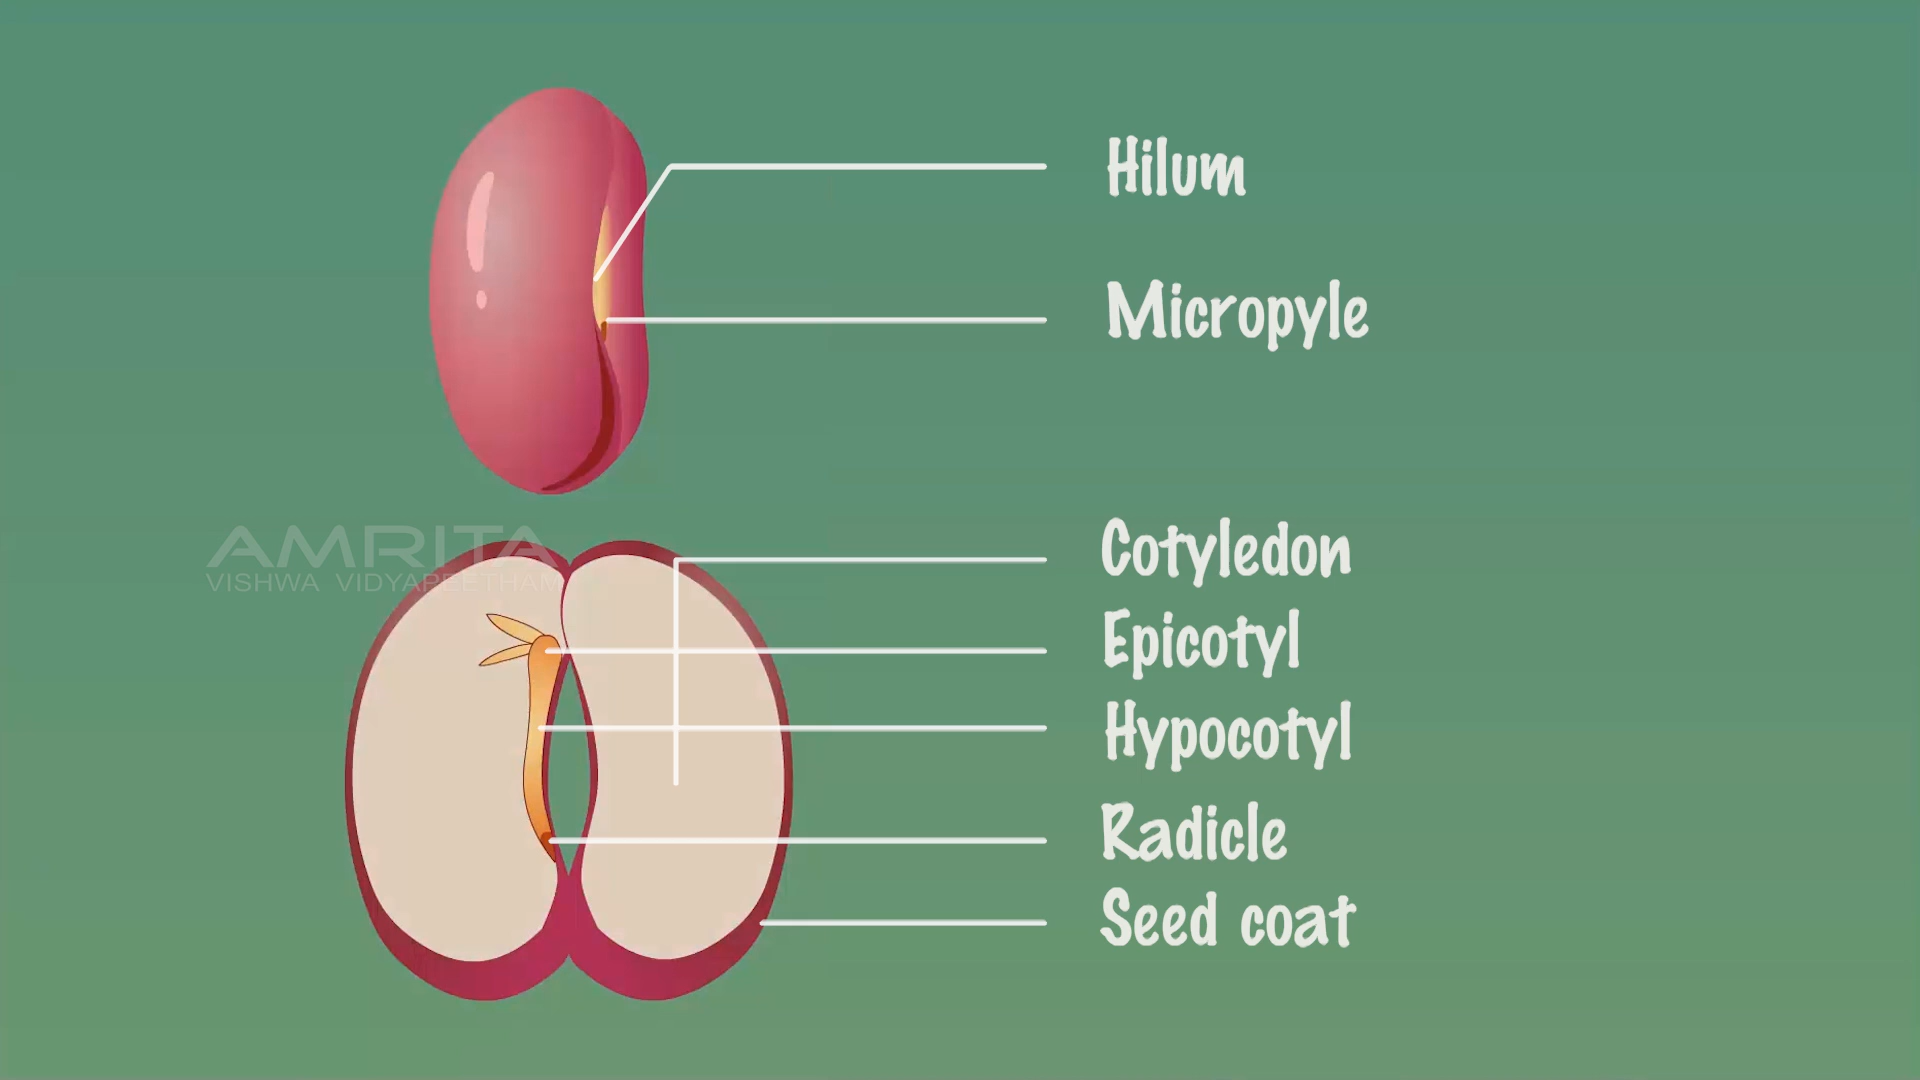 Hilum
Micropyle
AMRITA
VISHWA VIDYAPEETHAM
Cotyledon
Epicotyl
Hypocotyl
Radicle
Seed coat